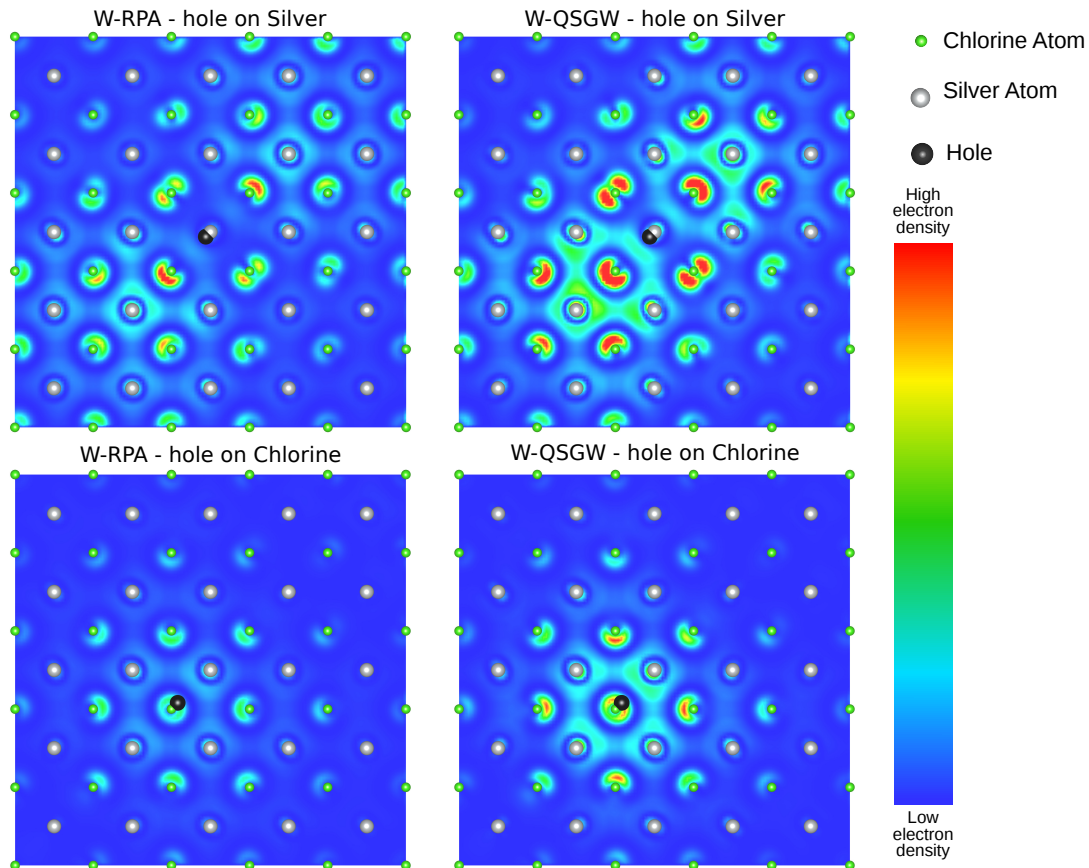 W-RPA - hole on Silver
W-QSGW - hole on Silver
Chlorine Atom
Silver Atom
Hole
High
electron
density
W-RPA - hole on Chlorine
W-QSGW - hole on Chlorine
Low
electron
density